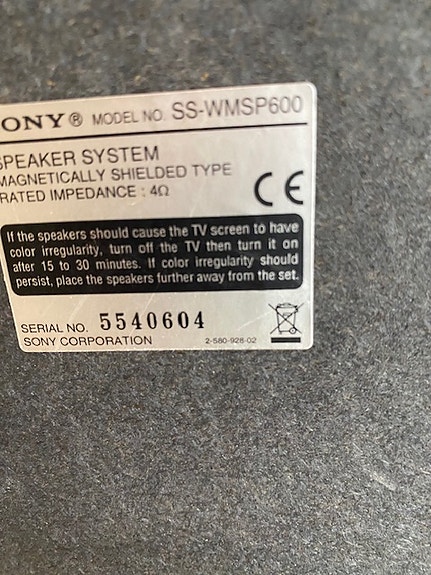 ONY® MODEL NO. SS-WMSP600
SPEAKER SYSTEM
MAGNETICALLY SHIELDED TYPE
RATED IMPEDANCE : 4Ω
CE
If the speakers should cause the TV screen to have
color irregularity, turn off the TV then turn it on
after 15 to 30 minutes. If color irregularity should
persist, place the speakers further away from the set.
SERIAL NO. 5540604
SONY CORPORATION 2-580-928-02